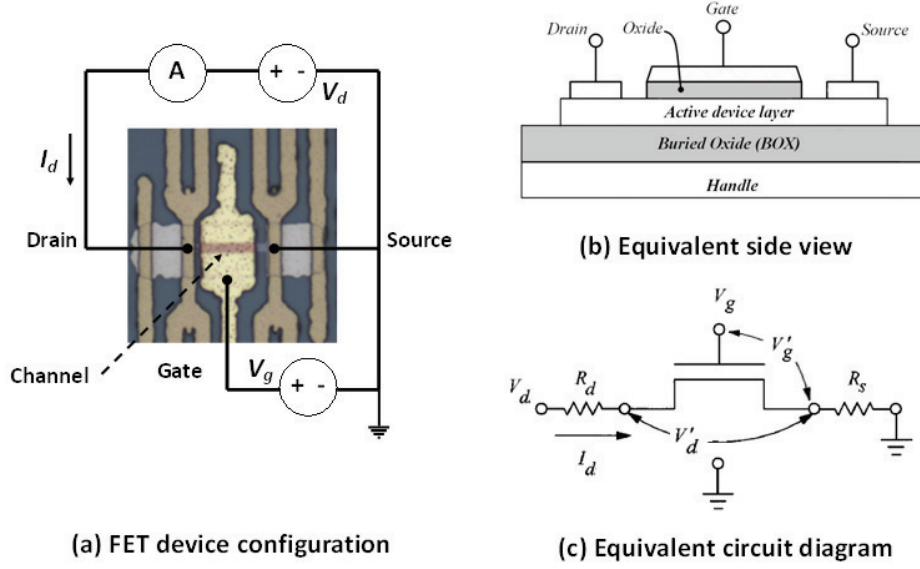 A
+ -
V_d
I_d
Drain
Source
Channel
Gate
V_g
+ -
(a) FET device configuration
Gate
Drain
Oxide
Source
Active device layer
Buried Oxide (BOX)
Handle
(b) Equivalent side view
V_g
V'_g
V_d
R_d
R_s
V'_d
I_d
(c) Equivalent circuit diagram